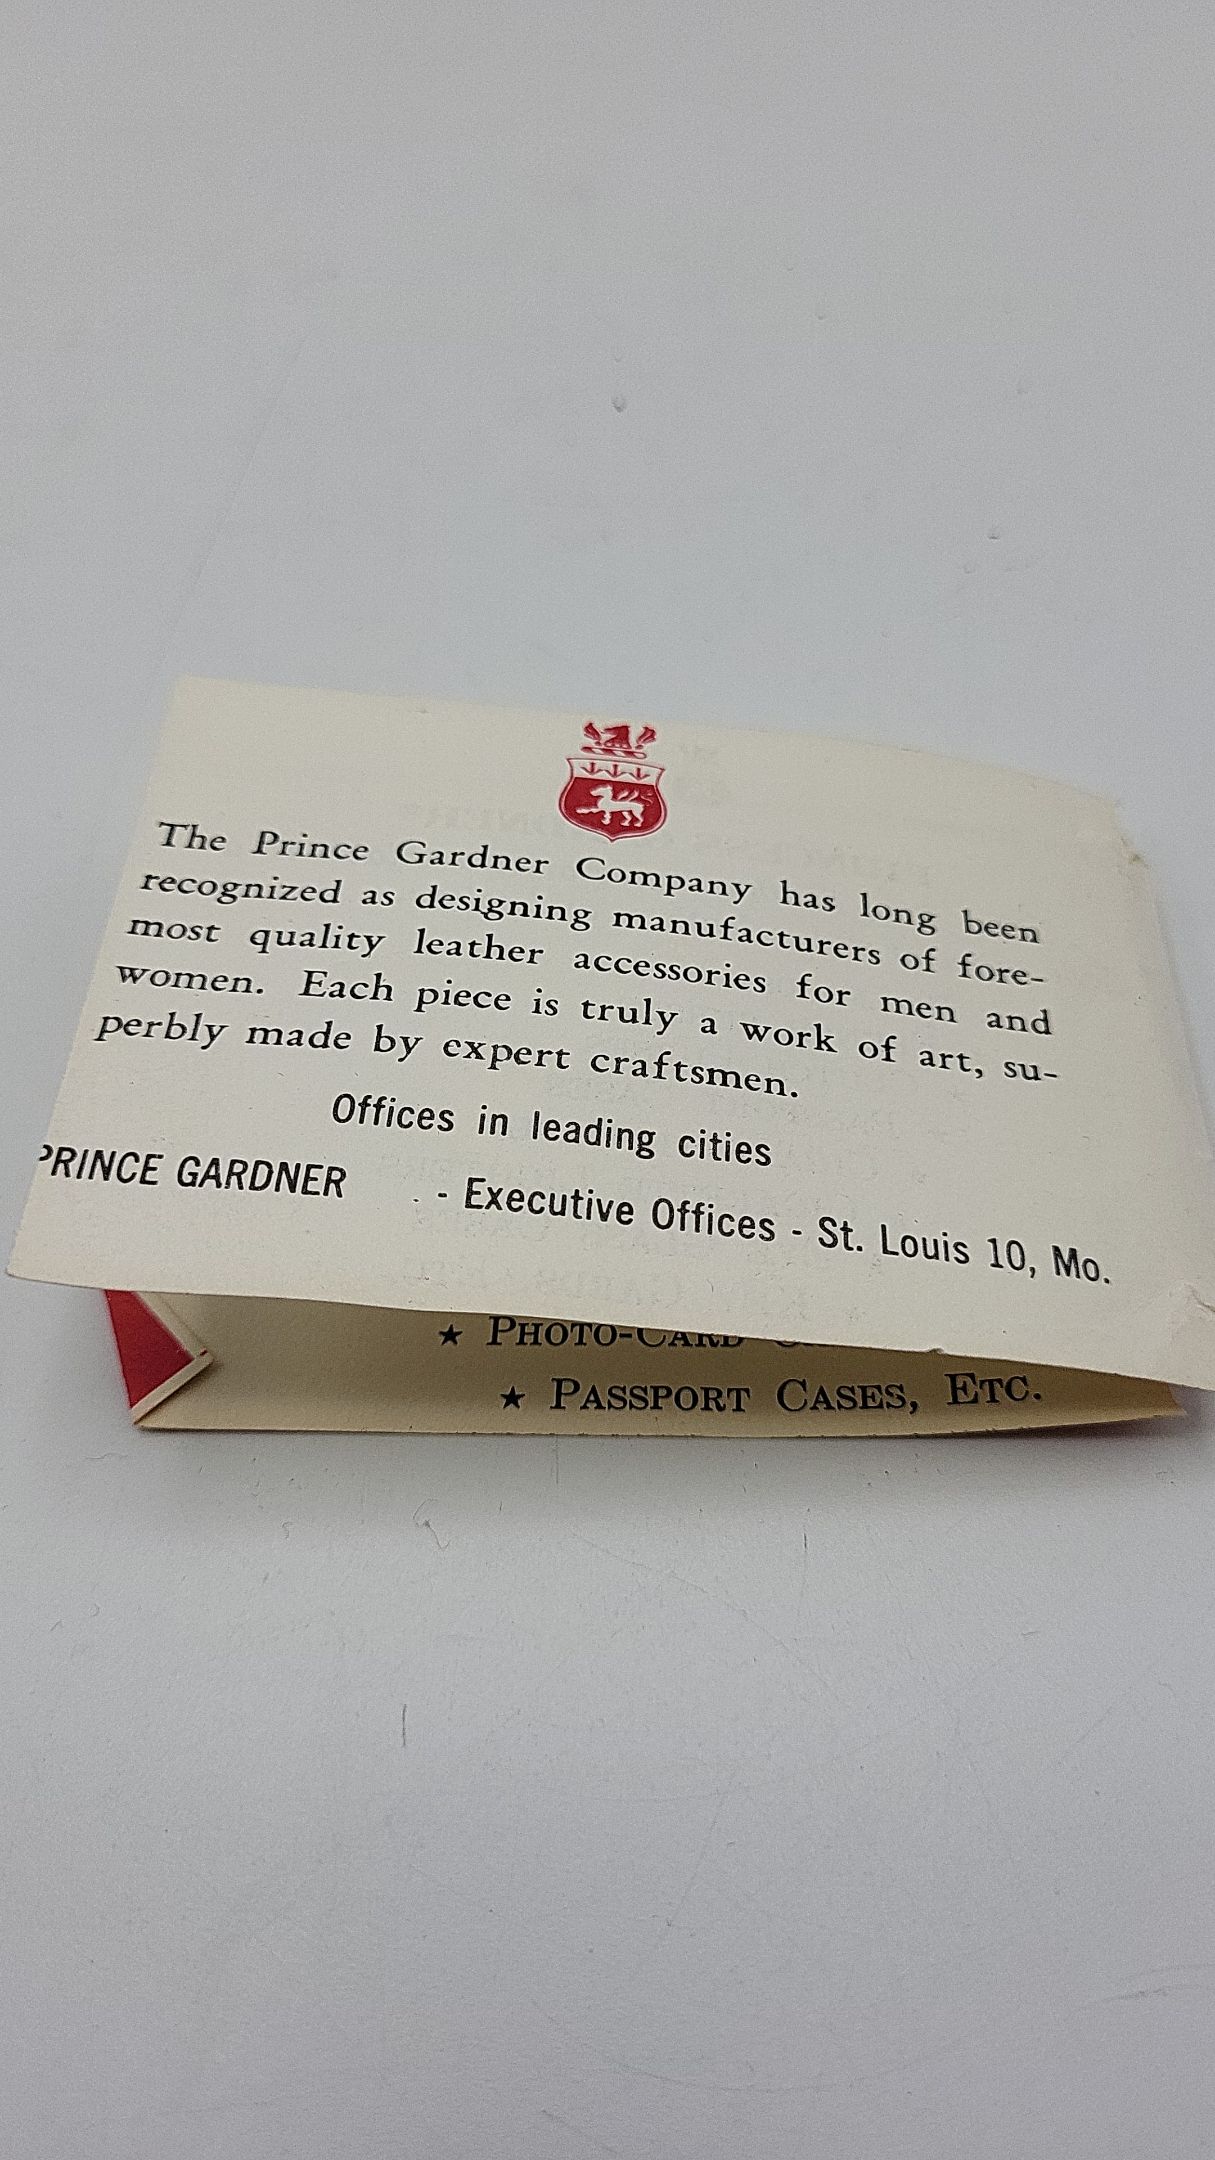 The Prince Gardner Company has long been
recognized as designing manufacturers of fore-
most quality leather accessories for men and
women. Each piece is truly a work of art, su-
perbly made by expert craftsmen.
Offices in leading cities
PRINCE GARDNER - Executive Offices - St. Louis 10, Mo.
★ PHOTO-CARD
★ PASSPORT CASES, ETC.